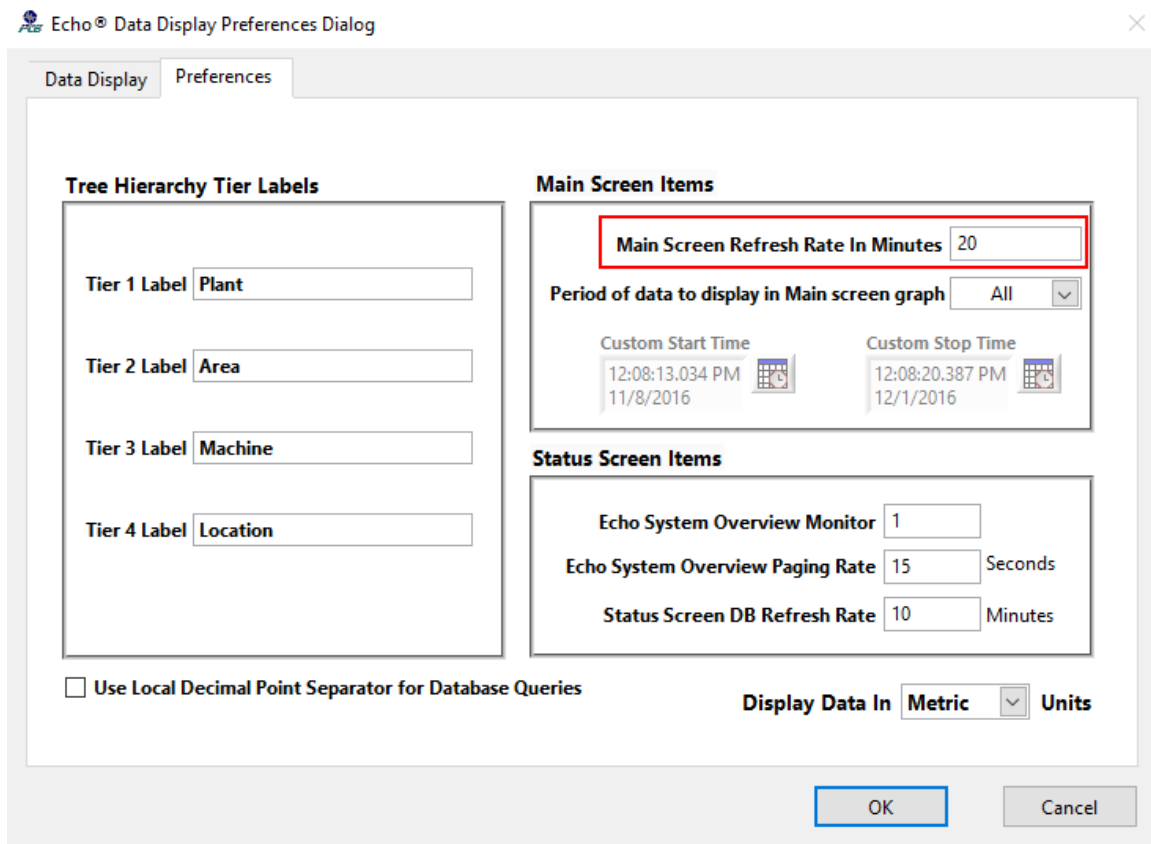 Echo® Data Display Preferences Dialog
Data Display
Preferences
Tree Hierarchy Tier Labels
Tier 1 Label Plant
Tier 2 Label Area
Tier 3 Label Machine
Tier 4 Label Location
Main Screen Items
Main Screen Refresh Rate In Minutes 20
Period of data to display in Main screen graph All
Custom Start Time
12:08:13.034 PM
11/8/2016
Custom Stop Time
12:08:20.387 PM
12/1/2016
Status Screen Items
Echo System Overview Monitor 1
Echo System Overview Paging Rate 15 Seconds
Status Screen DB Refresh Rate 10 Minutes
Use Local Decimal Point Separator for Database Queries
Display Data In Metric Units
OK
Cancel